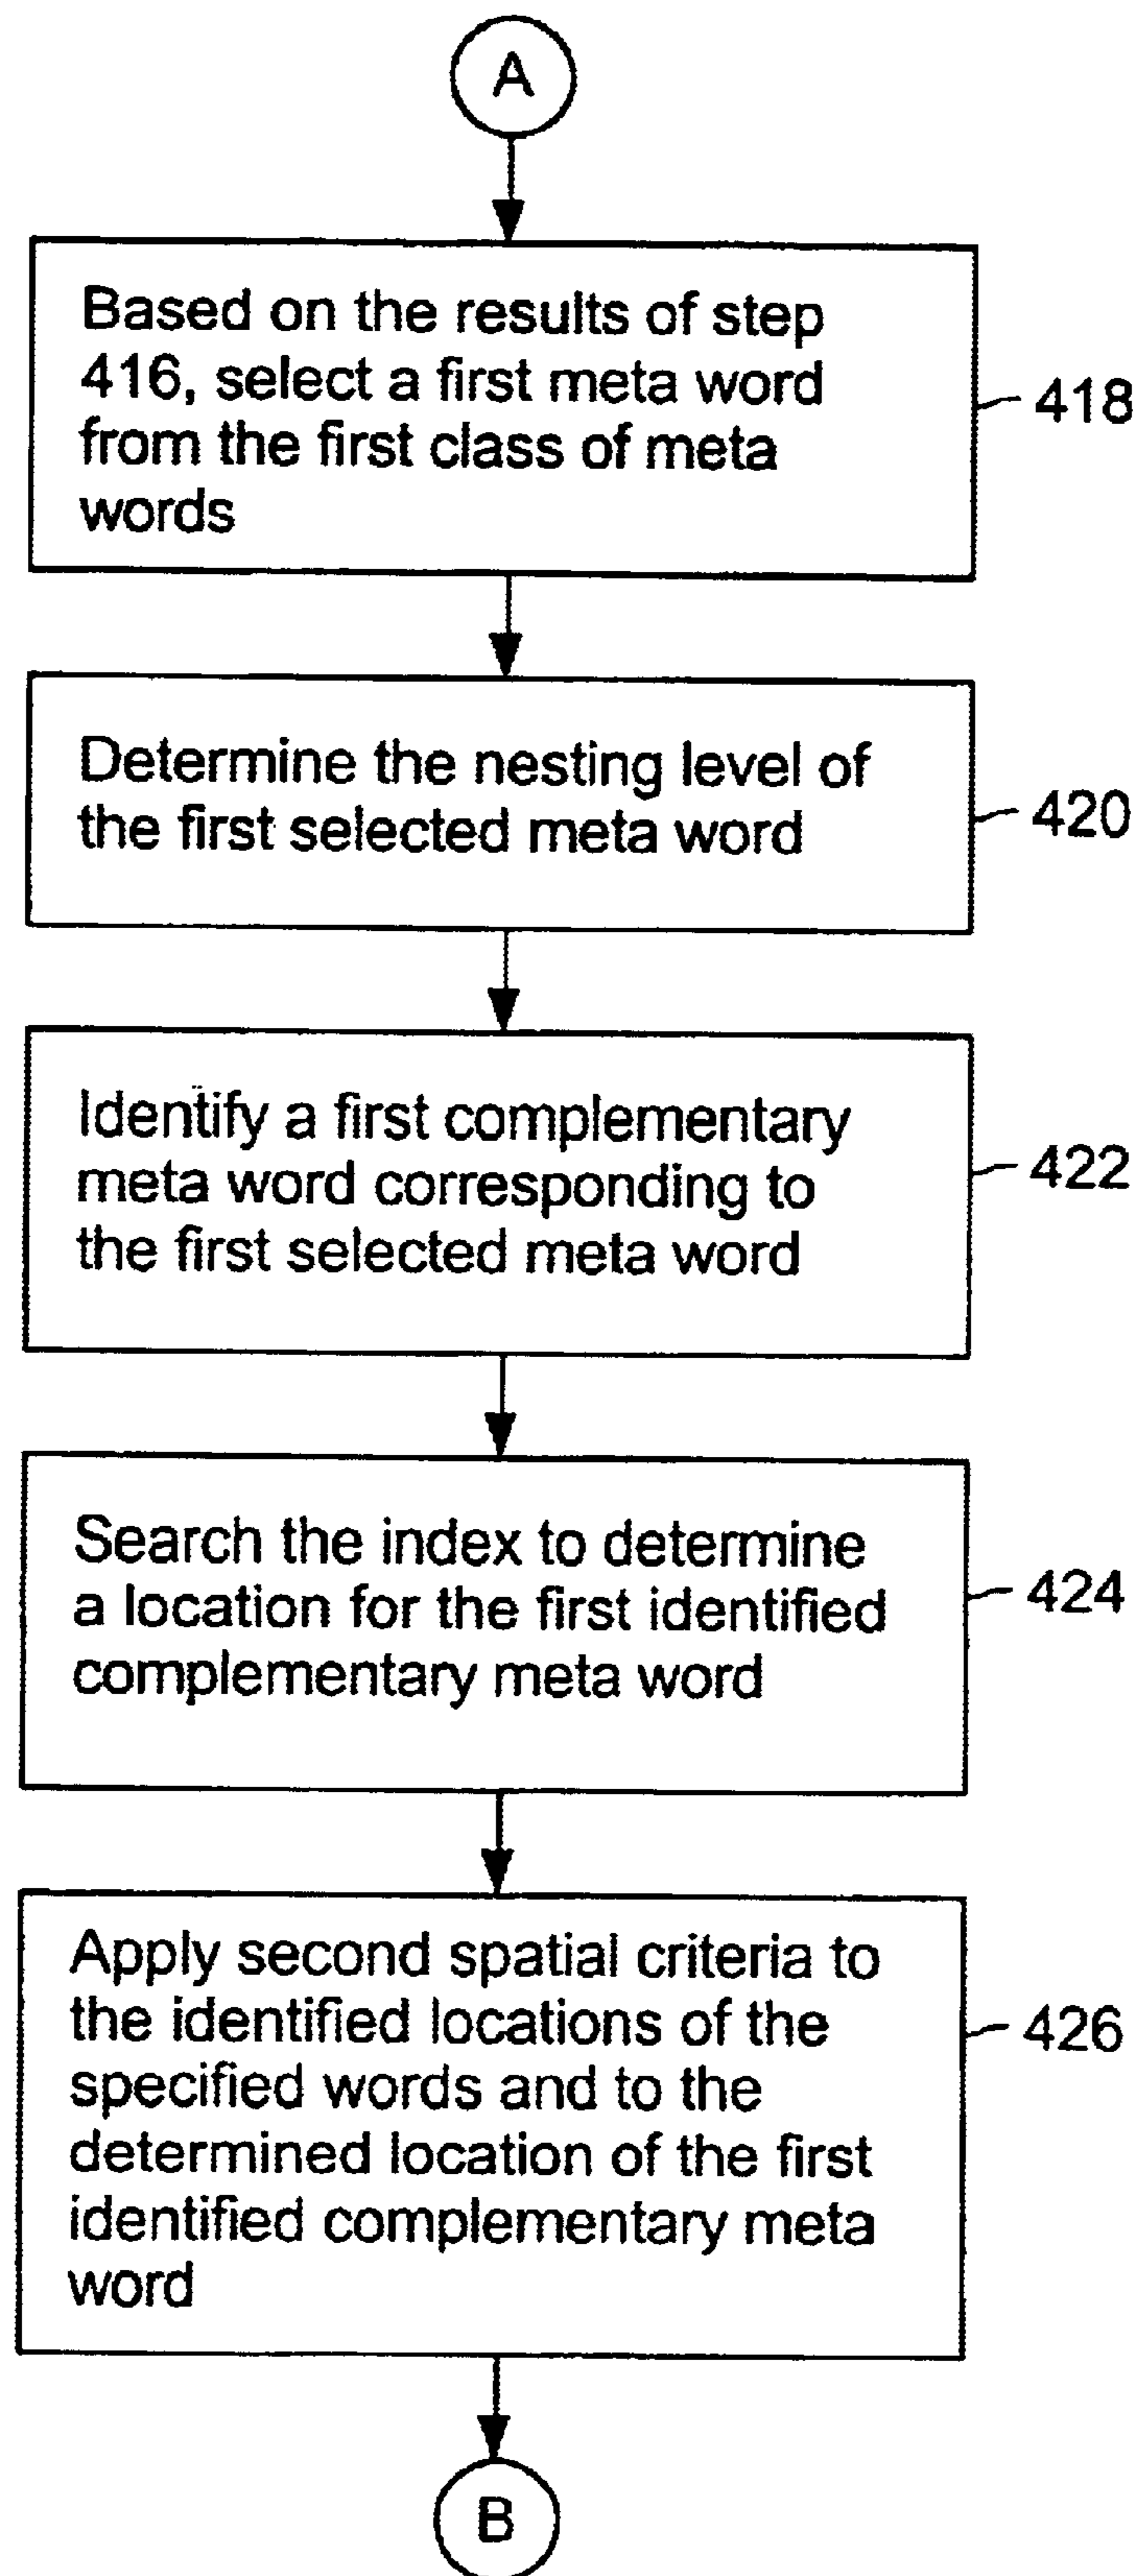 A
Based on the results of step
416, select a first meta word
from the first class of meta
words
418
Determine the nesting level of
the first selected meta word
420
Identify a first complementary
meta word corresponding to
the first selected meta word
422
Search the index to determine
a location for the first identified
complementary meta word
424
Apply second spatial criteria to
the identified locations of the
specified words and to the
determined location of the first
identified complementary meta
word
426
B